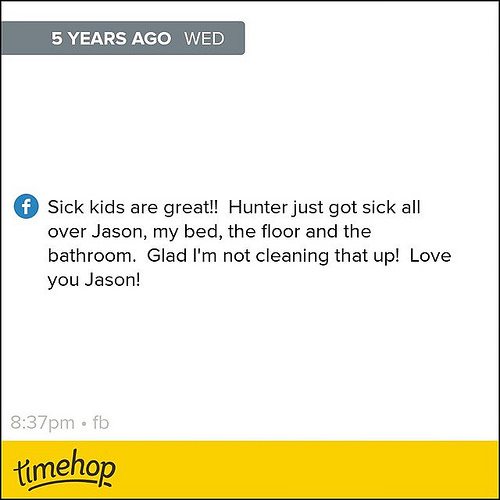 5 YEARS AGO WED
f Sick kids are great!! Hunter just got sick all
over Jason, my bed, the floor and the
bathroom. Glad I'm not cleaning that up! Love
you Jason!
8:37pm • fb
timehop